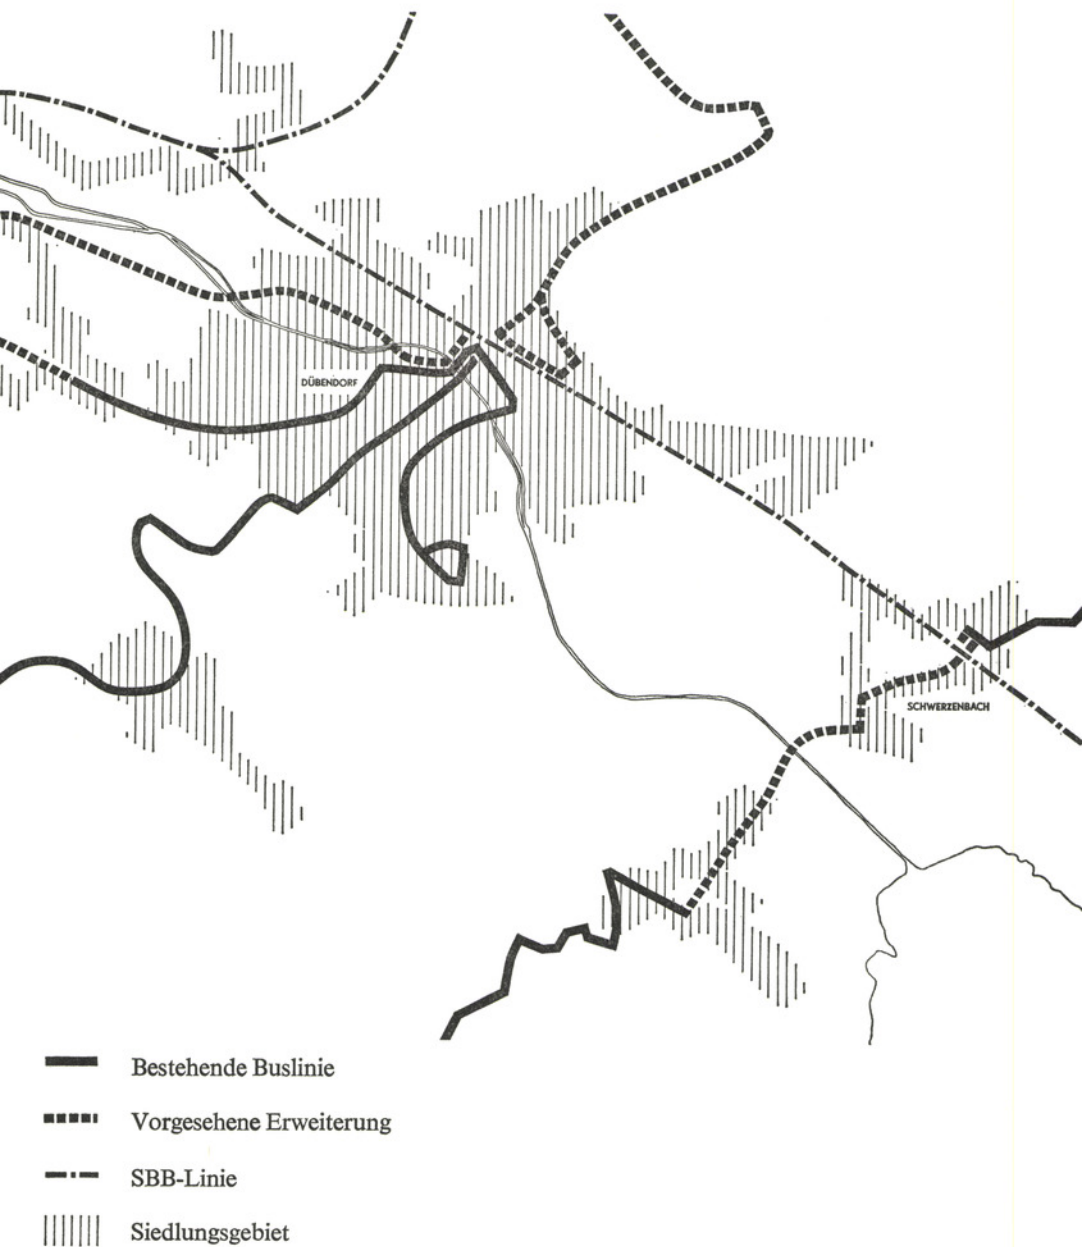 DÜBENDORF
SCHWERZENBACH
Bestehende Buslinie
Vorgesehene Erweiterung
SBB-Linie
Siedlungsgebiet